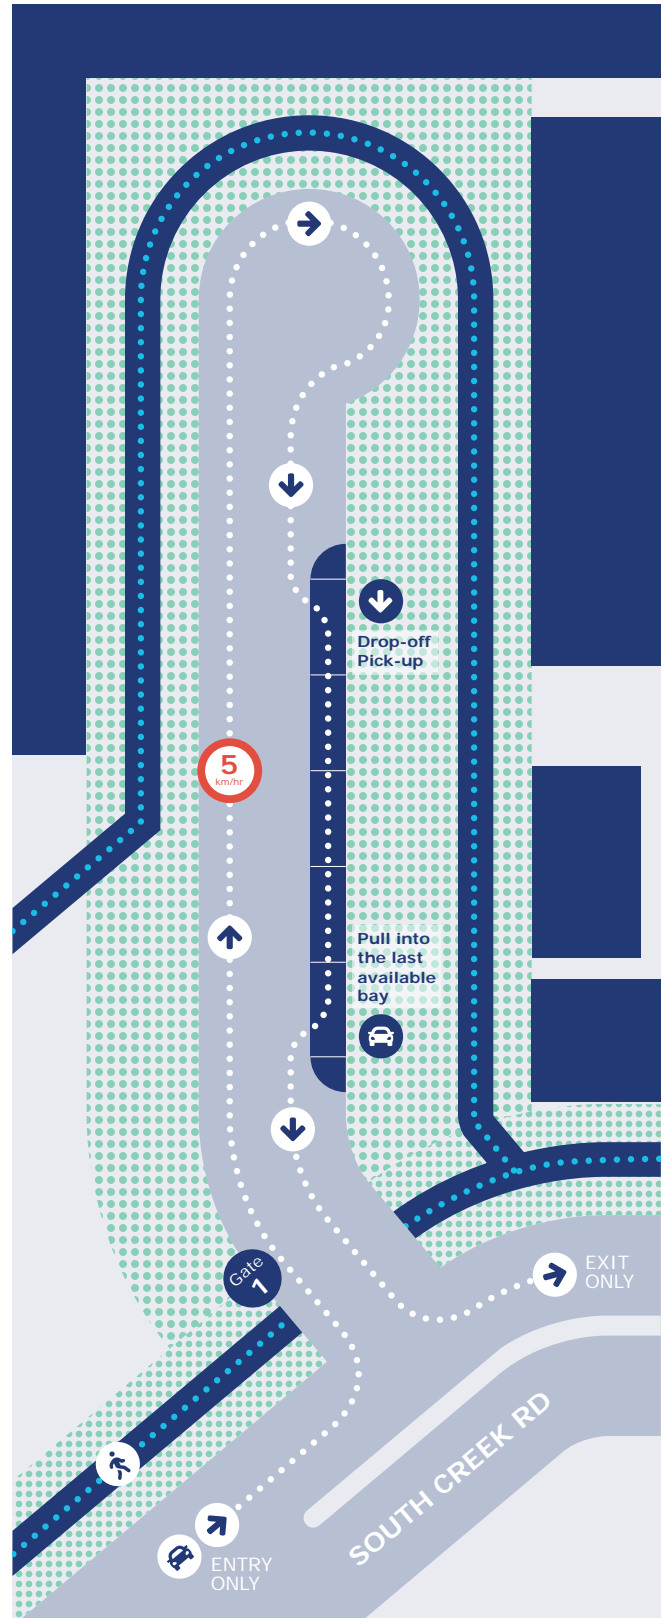 Drop-off
Pick-up
5
km/hr
Pull into
the last
available
bay
Gate
1
EXIT
ONLY
SOUTH CREEK RD
ENTRY
ONLY